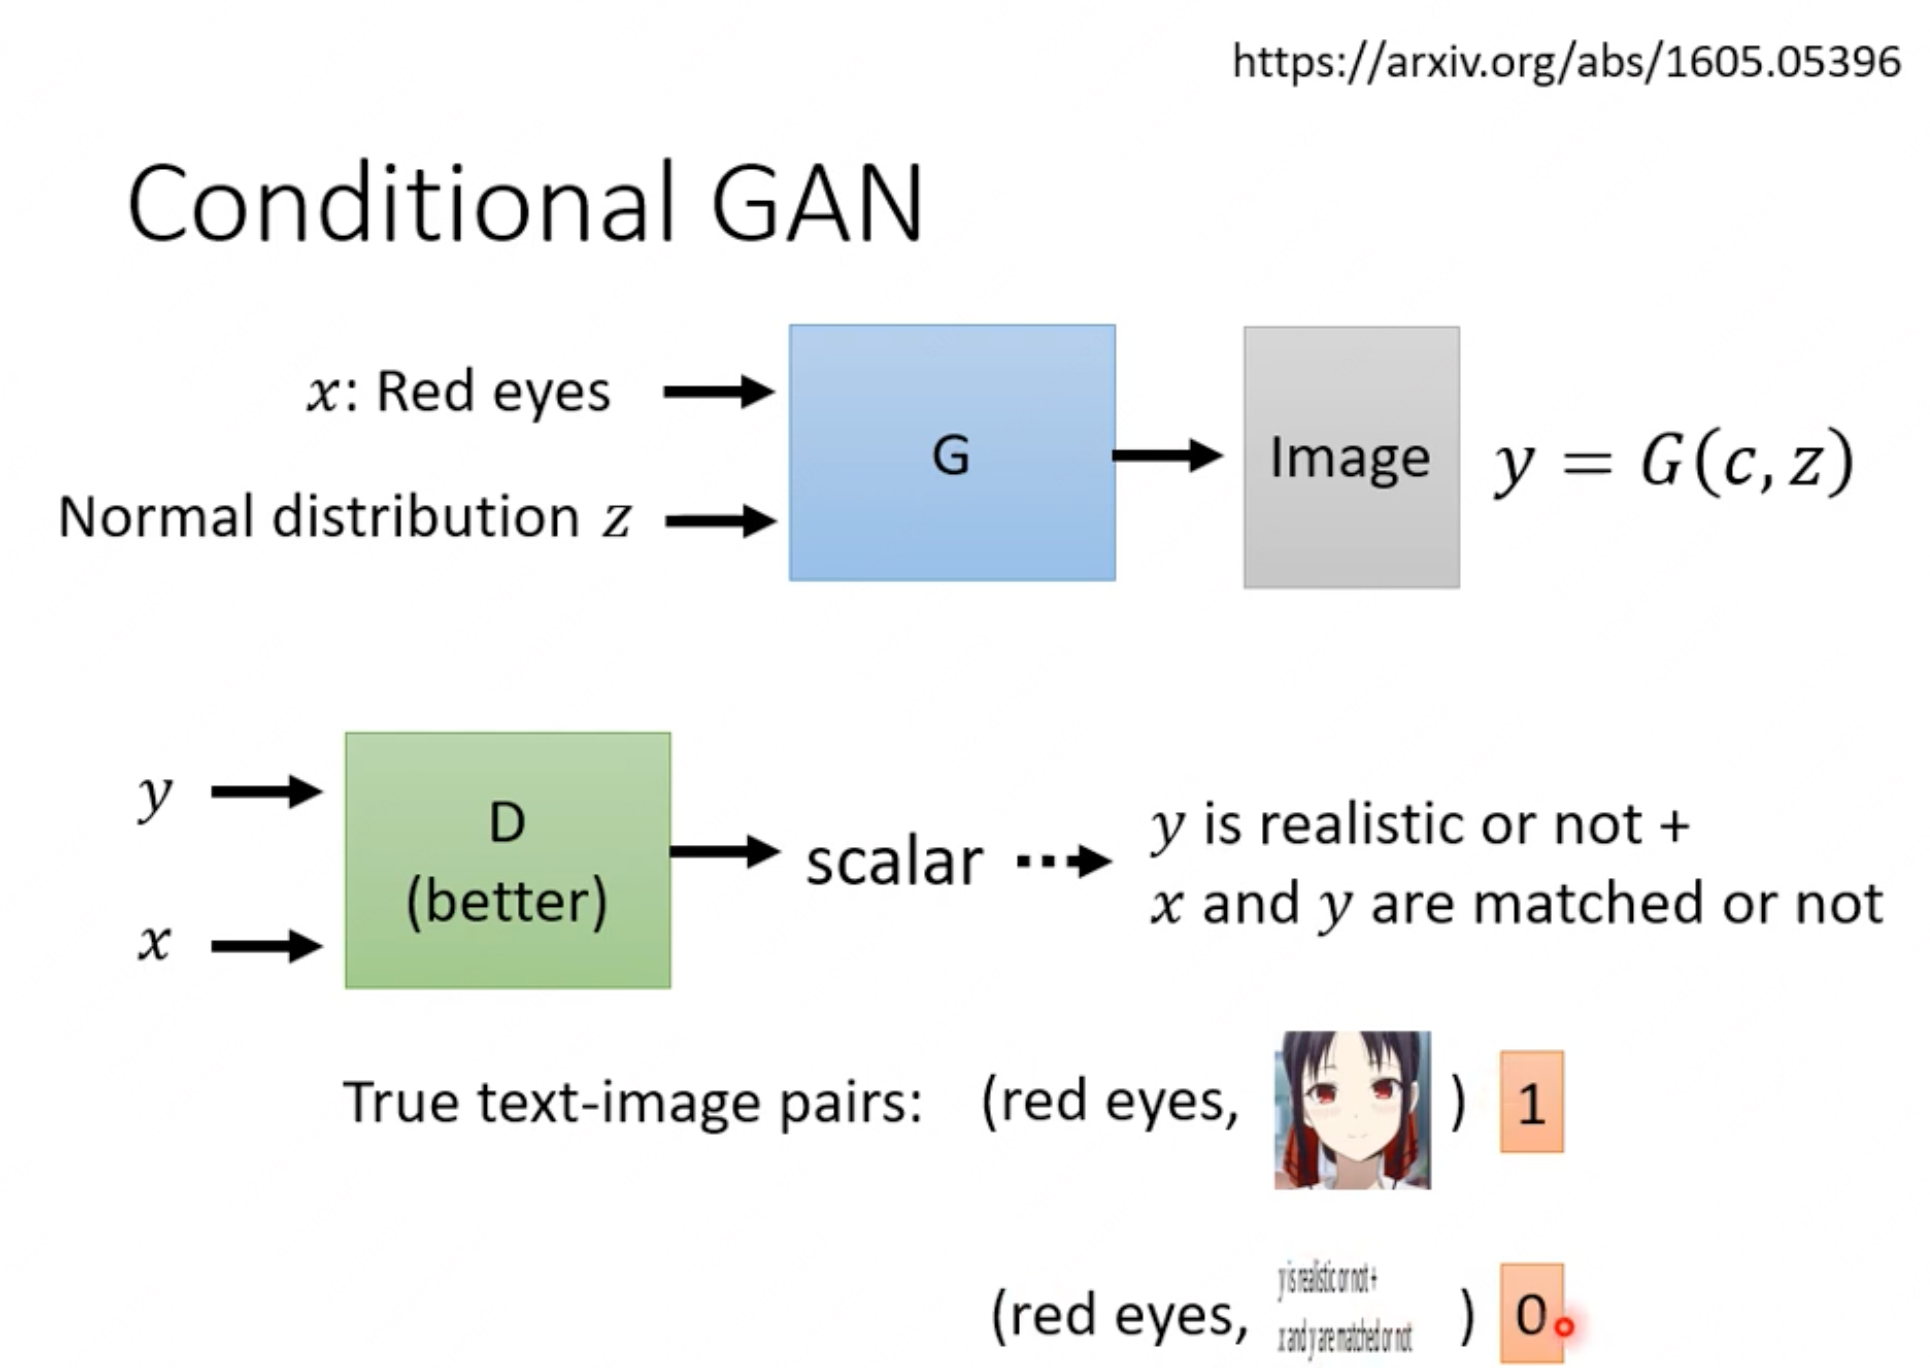 https://arxiv.org/abs/1605.05396
Conditional GAN
x: Red eyes
Normal distribution z
G
Image
y = G(c, z)
y
x
D
(better)
scalar
y is realistic or not +
x and y are matched or not
True text-image pairs: (red eyes, ) 1
(red eyes, y is realistic or not +
x and y are matched or not ) 0